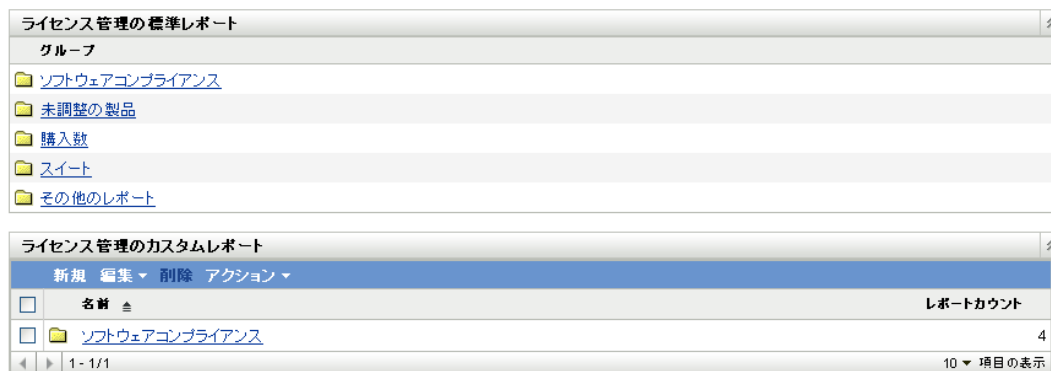 ライセンス管理の標準レポート
グループ
ソフトウェアコンプライアンス
未調整の製品
購入数
スイート
その他のレポート
ライセンス管理のカスタムレポート
新規 編集 削除 アクション
名前 レポートカウント
ソフトウェアコンプライアンス 4
1 - 1/1 10 項目の表示